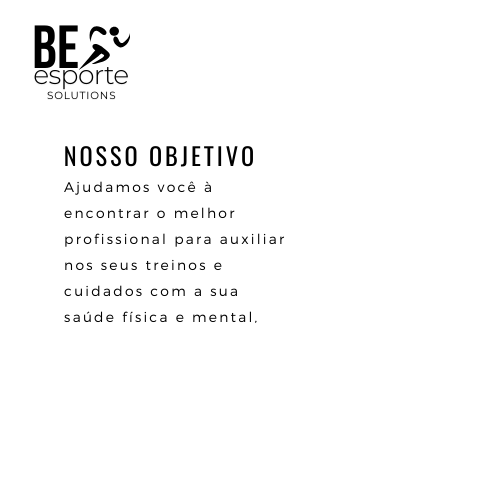 BE
esporte
SOLUTIONS
NOSSO OBJETIVO
Ajudamos você à
encontrar o melhor
profissional para auxiliar
nos seus treinos e
cuidados com a sua
saúde física e mental,